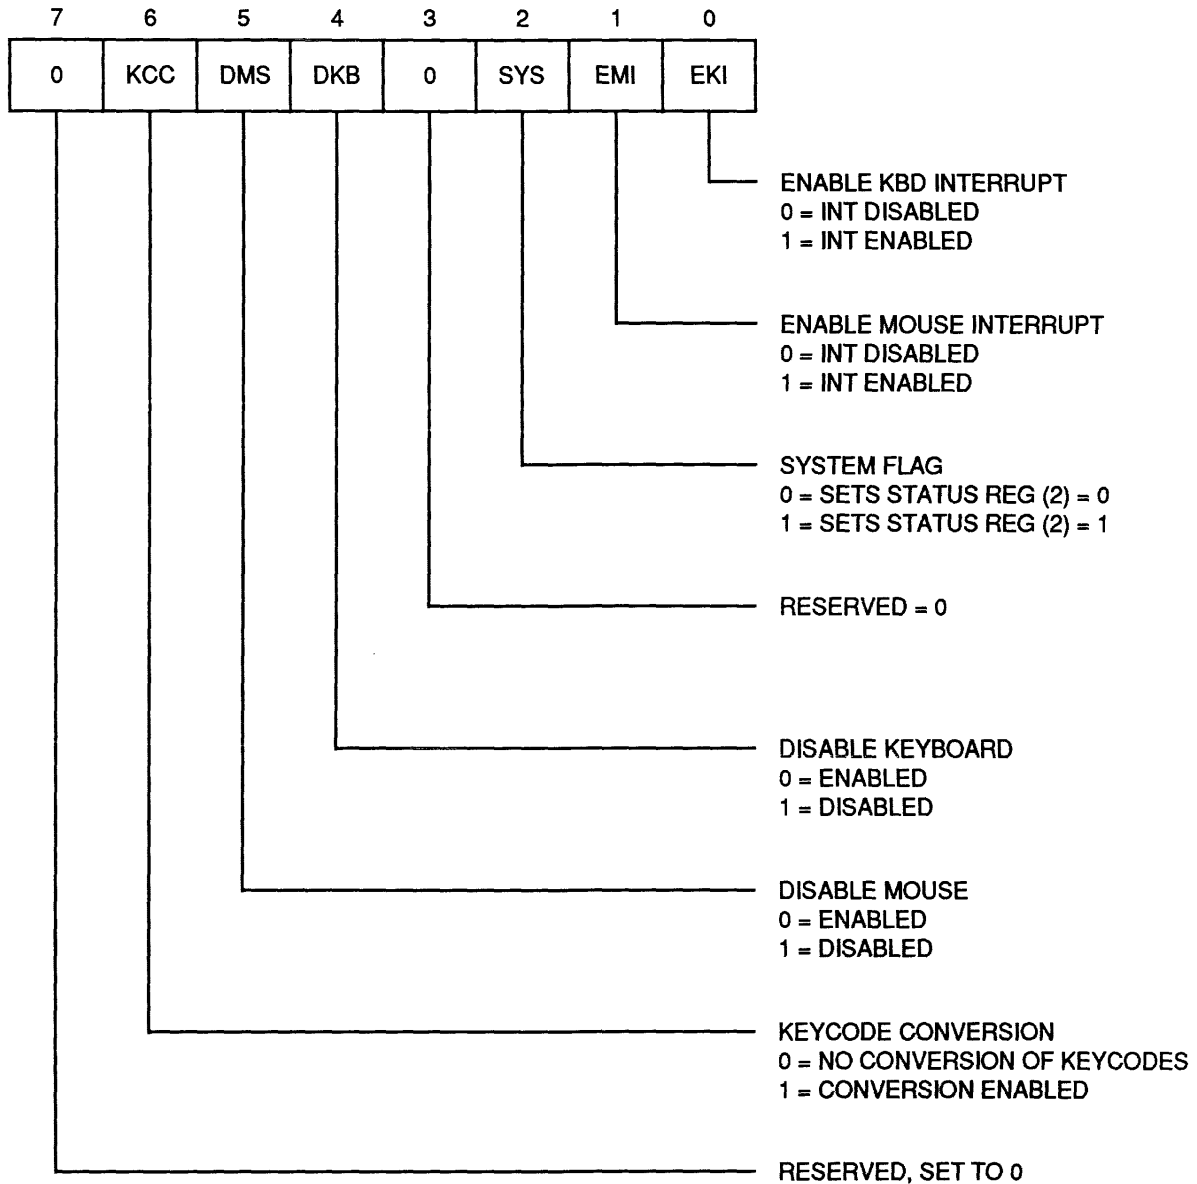 7 6 5 4 3 2 1 0
0 KCC DMS DKB 0 SYS EMI EKI
ENABLE KBD INTERRUPT
0 = INT DISABLED
1 = INT ENABLED
ENABLE MOUSE INTERRUPT
0 = INT DISABLED
1 = INT ENABLED
SYSTEM FLAG
0 = SETS STATUS REG (2) = 0
1 = SETS STATUS REG (2) = 1
RESERVED = 0
DISABLE KEYBOARD
0 = ENABLED
1 = DISABLED
DISABLE MOUSE
0 = ENABLED
1 = DISABLED
KEYCODE CONVERSION
0 = NO CONVERSION OF KEYCODES
1 = CONVERSION ENABLED
RESERVED, SET TO 0